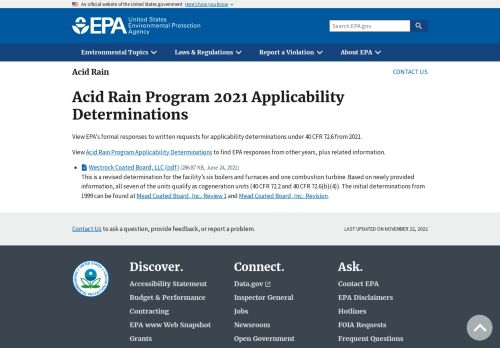 An official website of the United States government Here's how you know
EPA United States
Environmental Protection
Agency
Search EPA.gov
Environmental Topics Laws & Regulations Report a Violation About EPA
Acid Rain
CONTACT US
Acid Rain Program 2021 Applicability
Determinations
View EPA's formal responses to written requests for applicability determinations under 40 CFR 72.6 from 2021.
View Acid Rain Program Applicability Determinations to find EPA responses from other years, plus related information.
Westrock Coated Board, LLC (pdf) (286.87 KB, June 24, 2021)
This is a revised determination for the facility's six boilers and furnaces and one combustion turbine. Based on newly provided
information, all seven of the units qualify as cogeneration units (40 CFR 72.2 and 40 CFR 72.6(b)(4)). The initial determinations from
1999 can be found at Mead Coated Board, Inc. Review 1 and Mead Coated Board, Inc. Revision.
Contact Us to ask a question, provide feedback, or report a problem.
LAST UPDATED ON NOVEMBER 22, 2022
Discover.
Accessibility Statement
Budget & Performance
Contracting
EPA www Web Snapshot
Grants
Connect.
Data.gov
Inspector General
Jobs
Newsroom
Open Government
Ask.
Contact EPA
EPA Disclaimers
Hotlines
FOIA Requests
Frequent Questions